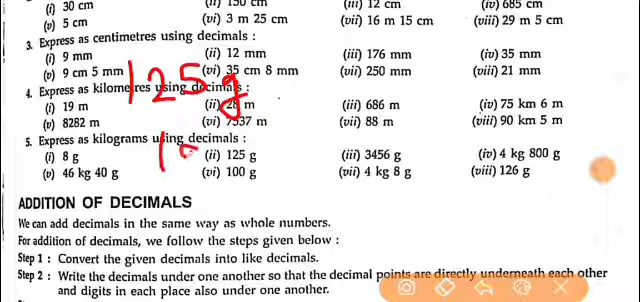 (i) 30 cm (ii) 150 cm (iii) 12 cm (iv) 685 cm
(v) 5 cm (vi) 3 m 25 cm (vii) 16 m 15 cm (viii) 29 m 5 cm
3. Express as centimetres using decimals :
(i) 9 mm (ii) 12 mm (iii) 176 mm (iv) 35 mm
(v) 9 cm 5 mm (vi) 35 cm 8 mm (vii) 250 mm (viii) 21 mm
125 g
4. Express as kilometres using decimals :
(i) 19 m (ii) 28 m (iii) 686 m (iv) 75 km 6 m
(v) 8282 m (vi) 7537 m (vii) 88 m (viii) 90 km 5 m
5. Express as kilograms using decimals :
(i) 8 g (ii) 125 g (iii) 3456 g (iv) 4 kg 800 g
(v) 46 kg 40 g (vi) 100 g (vii) 4 kg 8 g (viii) 126 g
ADDITION OF DECIMALS
We can add decimals in the same way as whole numbers.
For addition of decimals, we follow the steps given below :
Step 1 : Convert the given decimals into like decimals.
Step 2 : Write the decimals under one another so that the decimal points are directly underneath each other
and digits in each place also under one another.